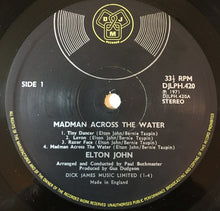 DJM
SIDE 1
33⅓ RPM
DJLPH.420
℗ 1971
DJLPH.420A
STEREO
MADMAN ACROSS THE WATER
1. Tiny Dancer (Elton John/Bernie Taupin)
2. Levon (Elton John/Bernie Taupin)
3. Razor Face (Elton John/Bernie Taupin)
4. Madman Across The Water (Elton John/Bernie Taupin)
ELTON JOHN
Arranged and Conducted by Paul Buckmaster
Produced by Gus Dudgeon
DICK JAMES MUSIC LIMITED (1-4)
Made in England